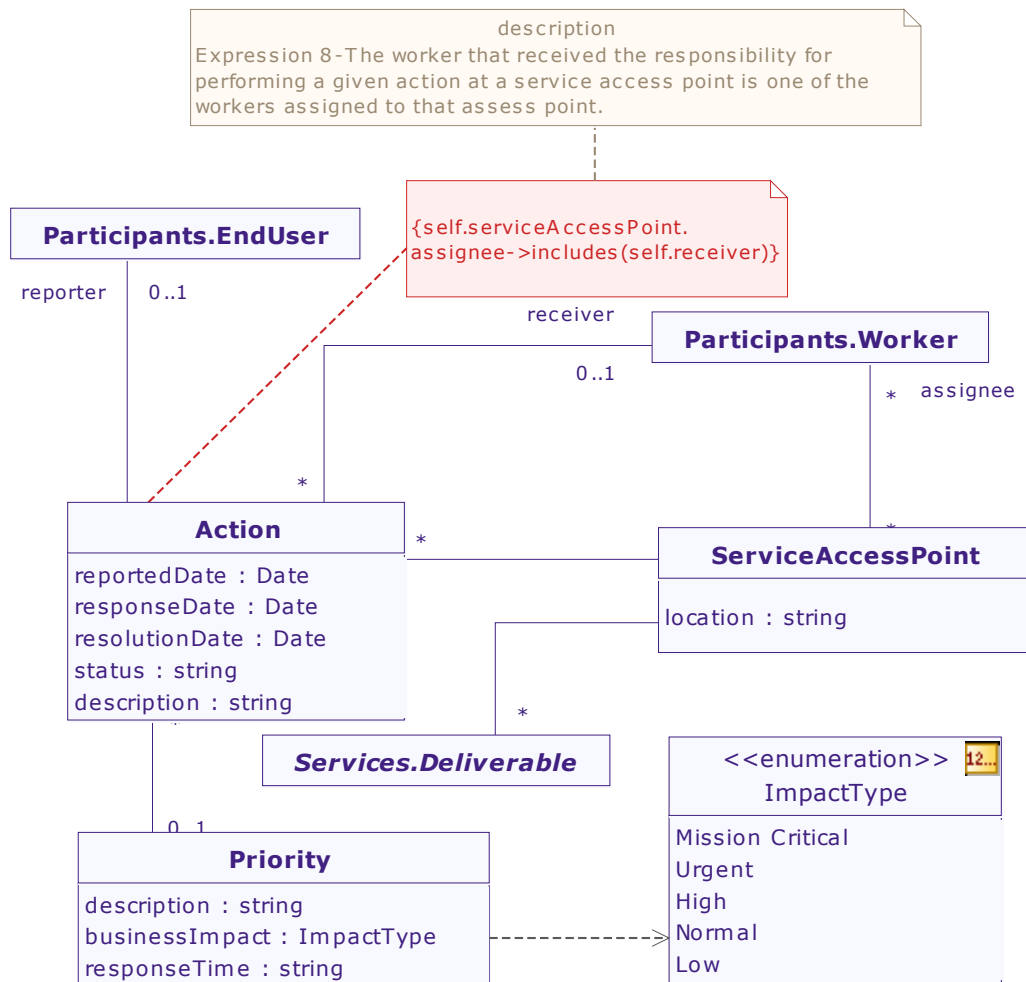 description
Expression 8-The worker that received the responsibility for
performing a given action at a service access point is one of the
workers assigned to that assess point.
{self.serviceAccessPoint.
assignee->includes(self.receiver)}
Participants.EndUser
reporter
0..1
receiver
Participants.Worker
0..1
*
assignee
*
*
Action
reportedDate : Date
responseDate : Date
resolutionDate : Date
status : string
description : string
*
*
ServiceAccessPoint
location : string
*
Services.Deliverable
*
0..1
Priority
description : string
businessImpact : ImpactType
responseTime : string
<<enumeration>>
12...
ImpactType
Mission Critical
Urgent
High
Normal
Low